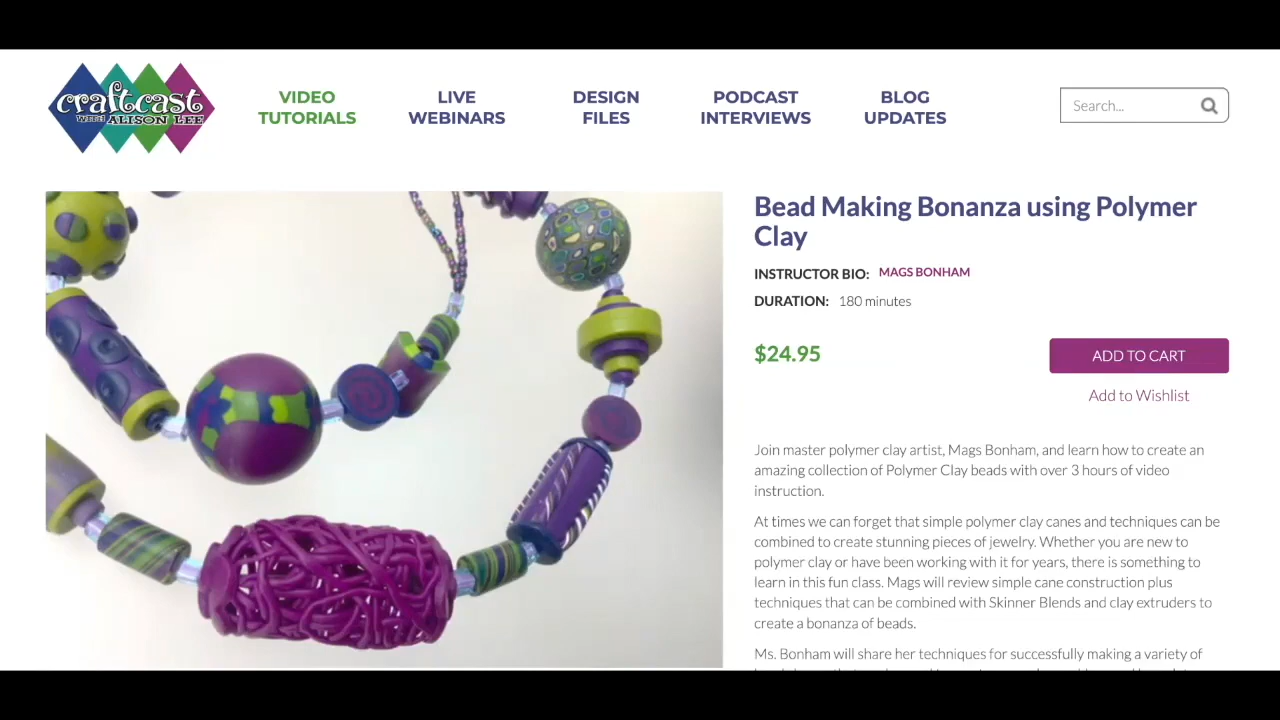 craftcast
WITH ALISON LEE
VIDEO
TUTORIALS
LIVE
WEBINARS
DESIGN
FILES
PODCAST
INTERVIEWS
BLOG
UPDATES
Search...
Bead Making Bonanza using Polymer
Clay
INSTRUCTOR BIO: MAGS BONHAM
DURATION: 180 minutes
$24.95
ADD TO CART
Add to Wishlist
Join master polymer clay artist, Mags Bonham, and learn how to create an
amazing collection of Polymer Clay beads with over 3 hours of video
instruction.
At times we can forget that simple polymer clay canes and techniques can be
combined to create stunning pieces of jewelry. Whether you are new to
polymer clay or have been working with it for years, there is something to
learn in this fun class. Mags will review simple cane construction plus
techniques that can be combined with Skinner Blends and clay extruders to
create a bonanza of beads.
Ms. Bonham will share her techniques for successfully making a variety of